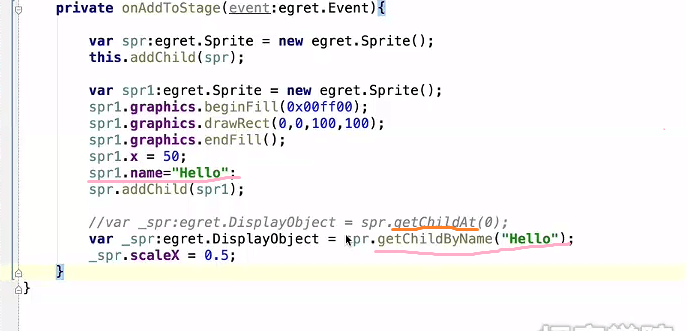 private onAddToStage(event:egret.Event){
var spr:egret.Sprite = new egret.Sprite();
this.addChild(spr);
var spr1:egret.Sprite = new egret.Sprite();
spr1.graphics.beginFill(0x00ff00);
spr1.graphics.drawRect(0,0,100,100);
spr1.graphics.endFill();
spr1.x = 50;
spr1.name="Hello";
spr.addChild(spr1);
//var _spr:egret.DisplayObject = spr.getChildAt(0);
var _spr:egret.DisplayObject = spr.getChildByName("Hello");
_spr.scaleX = 0.5;
}
}